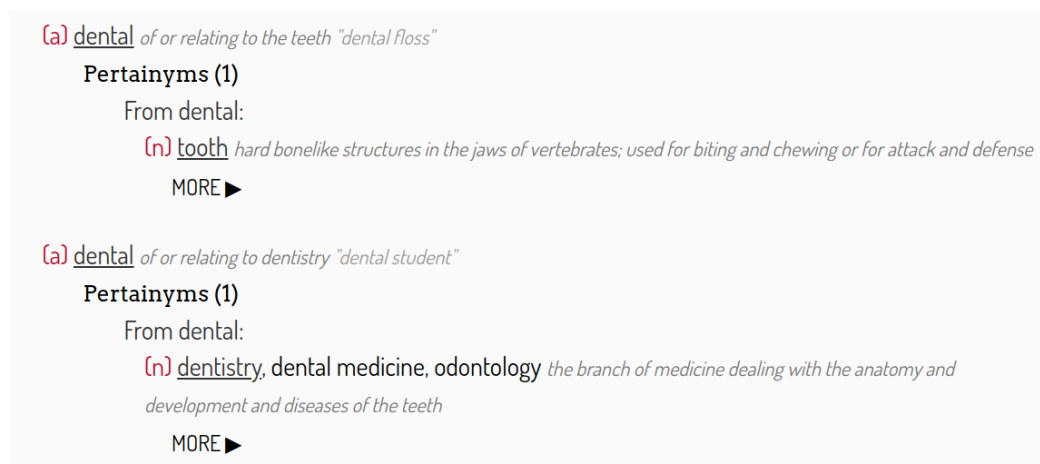 (a) dental of or relating to the teeth "dental floss"
Pertainyms (1)
From dental:
(n) tooth hard bonelike structures in the jaws of vertebrates; used for biting and chewing or for attack and defense
MORE ▶
(a) dental of or relating to dentistry "dental student"
Pertainyms (1)
From dental:
(n) dentistry, dental medicine, odontology the branch of medicine dealing with the anatomy and
development and diseases of the teeth
MORE ▶